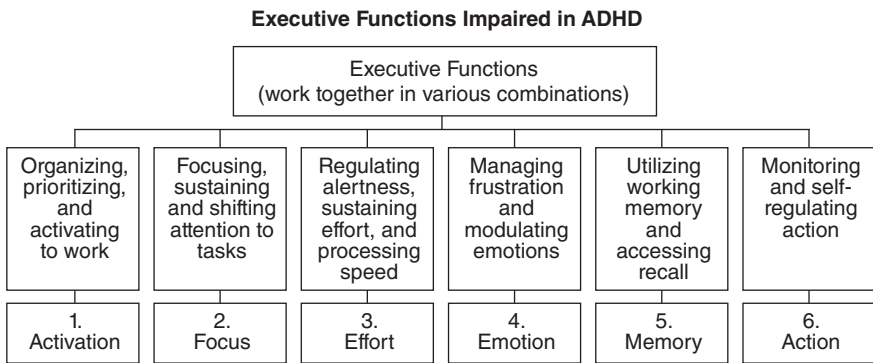 Executive Functions Impaired in ADHD
Executive Functions
(work together in various combinations)
Organizing,
prioritizing,
and
activating
to work
Focusing,
sustaining
and shifting
attention to
tasks
Regulating
alertness,
sustaining
effort, and
processing
speed
Managing
frustration
and
modulating
emotions
Utilizing
working
memory
and
accessing
recall
Monitoring
and self-
regulating
action
1.
Activation
2.
Focus
3.
Effort
4.
Emotion
5.
Memory
6.
Action